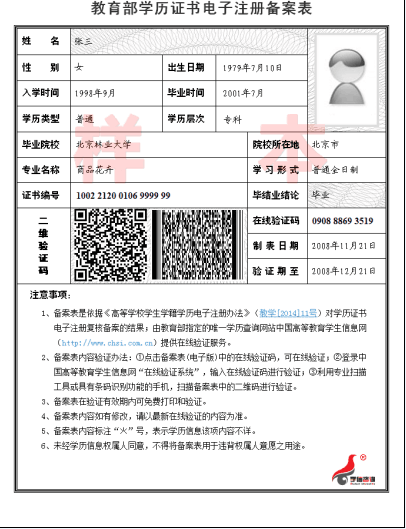 教育部学历证书电子注册备案表
姓 名 张三
性 别 女 出生日期 1979年7月10日
入学时间 1998年9月 毕业时间 2001年7月
学历类型 普通 学历层次 专科
样 本
毕业院校 北京林业大学 院校所在地 北京市
专业名称 商品花卉 学习形式 普通全日制
证书编号 1002 2120 0106 9999 99 毕结业结论 毕业
二维验证码 在线验证码 0908 8869 3519
制表日期 2008年11月21日
验证期至 2008年12月21日
注意事项：
1、备案表是依据《高等学校学生学籍学历电子注册办法》（教学[2014]11号）对学历证书
电子注册复核备案的结果；由教育部指定的唯一学历查询网站中国高等教育学生信息网
（http://www.chsi.com.cn）提供在线验证服务。
2、备案表内容验证办法：①点击备案表(电子版)中的在线验证码，可在线验证；②登录中
国高等教育学生信息网“在线验证系统”，输入在线验证码进行验证；③利用专业扫描
工具或具有条码识别功能的手机，扫描备案表中的二维码进行验证。
3、备案表在验证有效期内可免费打印和验证。
4、备案表内容如有修改，请以最新在线验证的内容为准。
5、备案表内容标注“火”号，表示学历信息该项内容不详。
6、未经学历信息权属人同意，不得将备案表用于违背权属人意愿之用途。
学信咨询